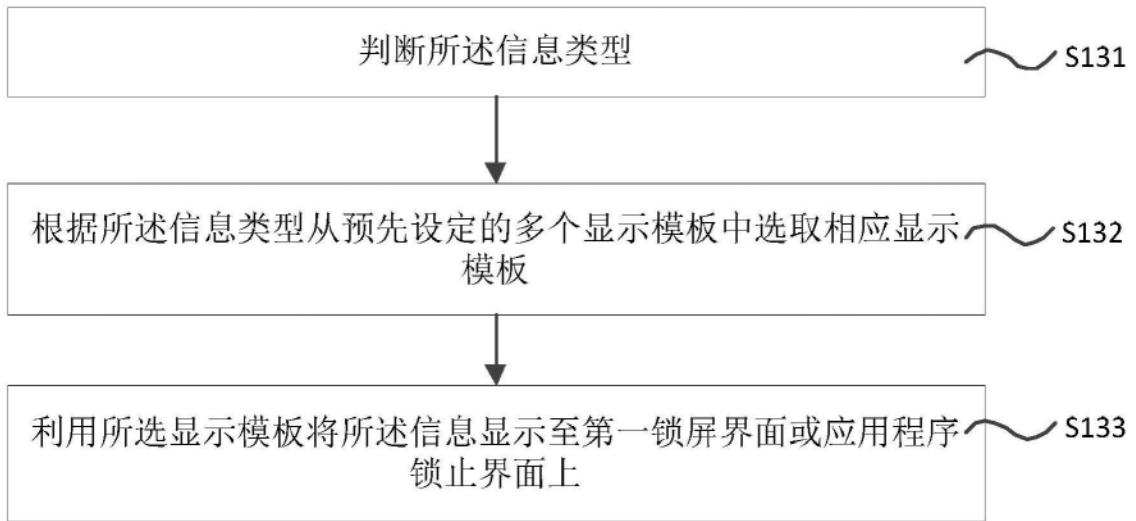 判断所述信息类型
S131
根据所述信息类型从预先设定的多个显示模板中选取相应显示
模板
S132
利用所选显示模板将所述信息显示至第一锁屏界面或应用程序
锁止界面上
S133